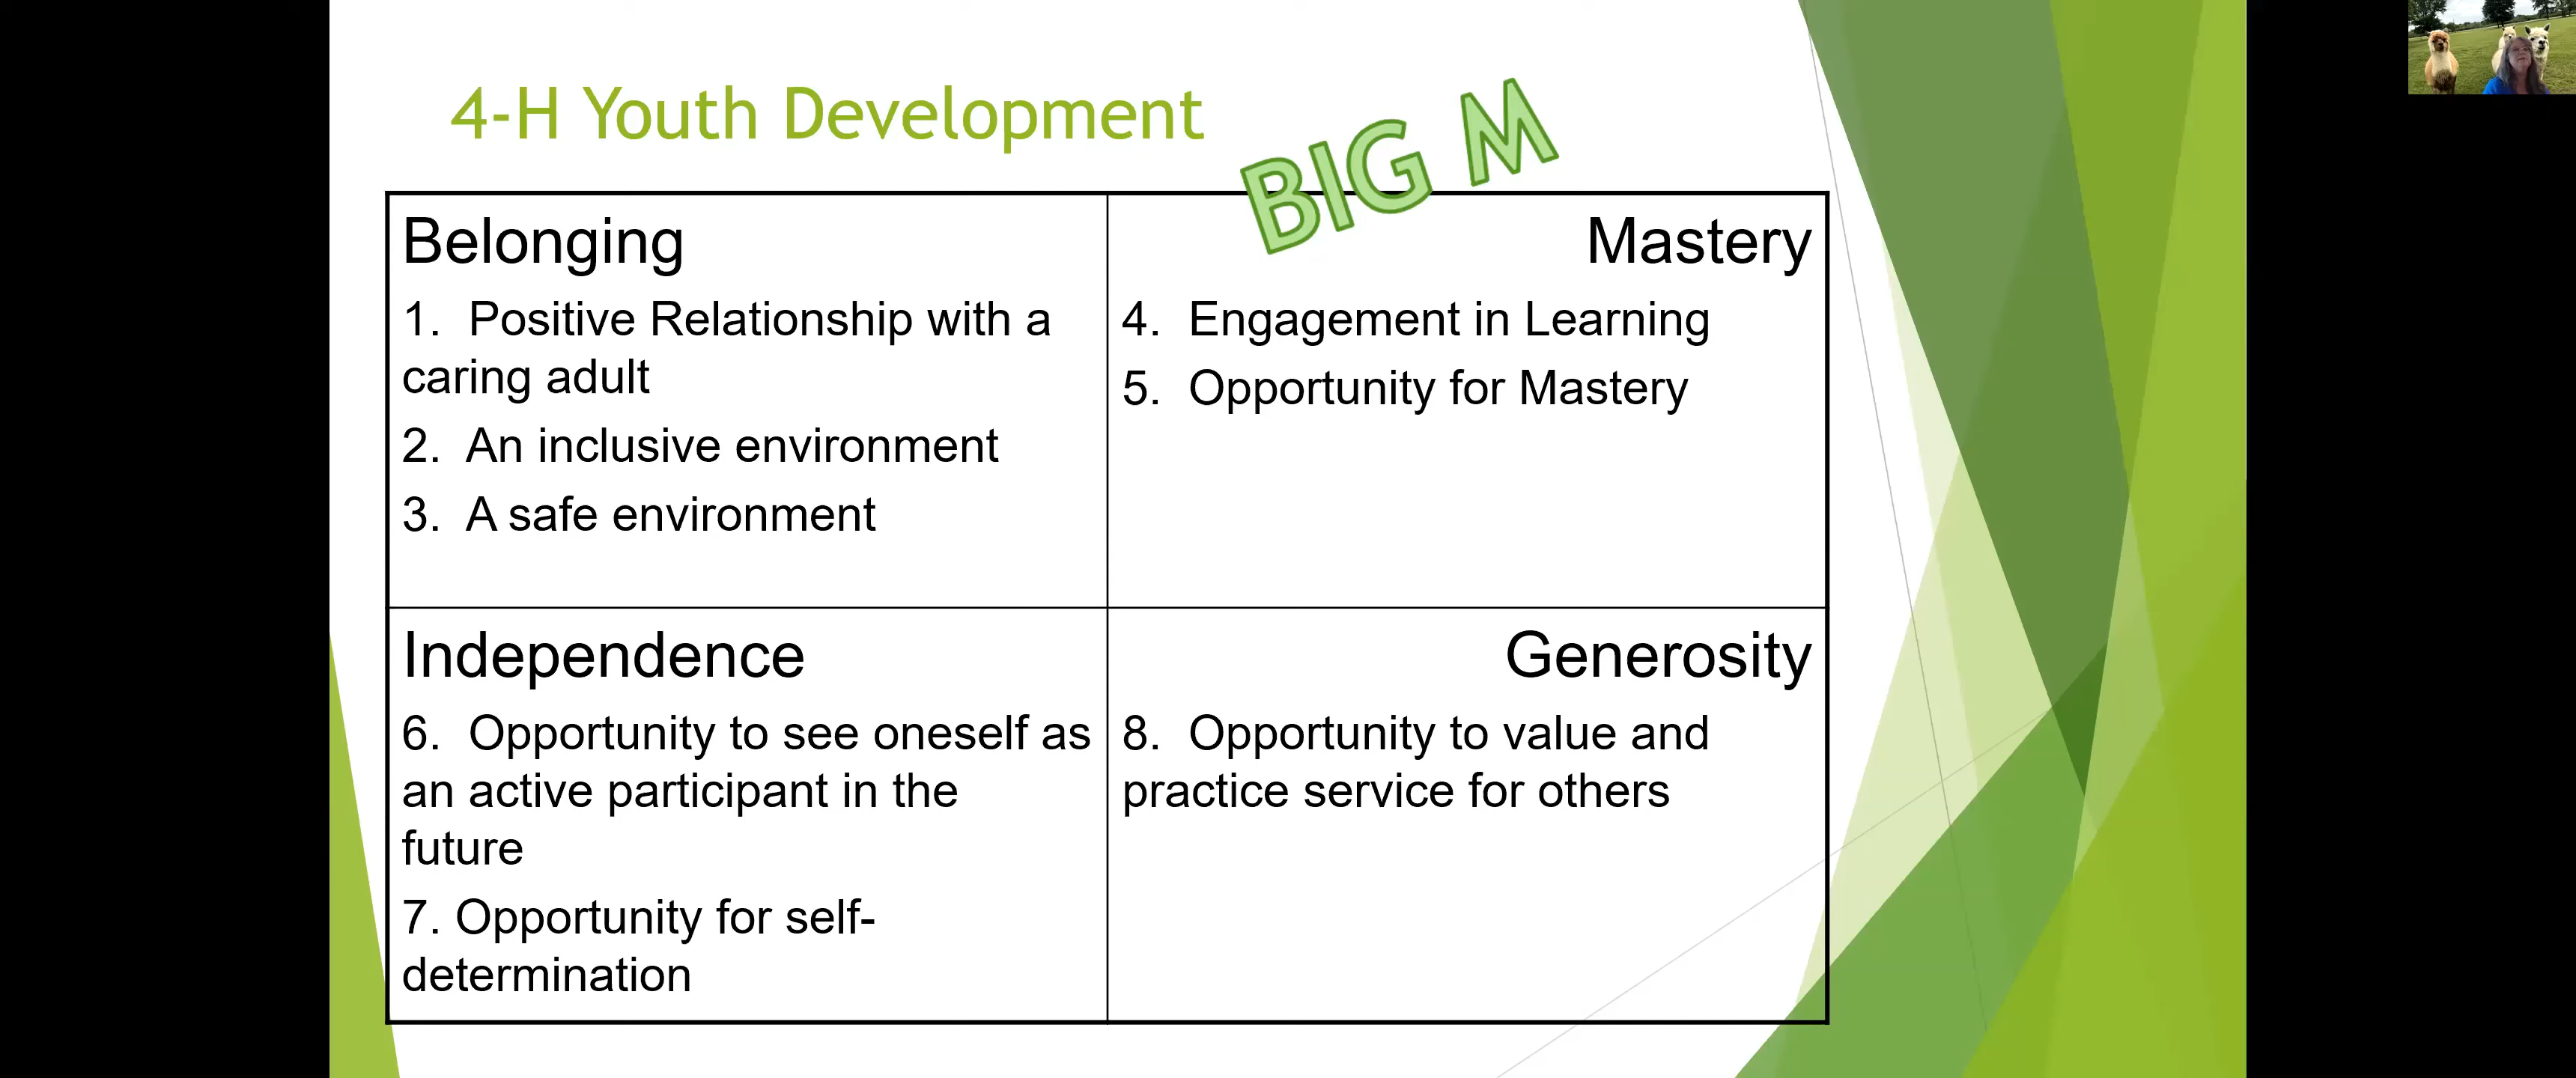 4-H Youth Development
BIG M
Belonging
1. Positive Relationship with a
caring adult
2. An inclusive environment
3. A safe environment
Mastery
4. Engagement in Learning
5. Opportunity for Mastery
Independence
6. Opportunity to see oneself as
an active participant in the
future
7. Opportunity for self-
determination
Generosity
8. Opportunity to value and
practice service for others